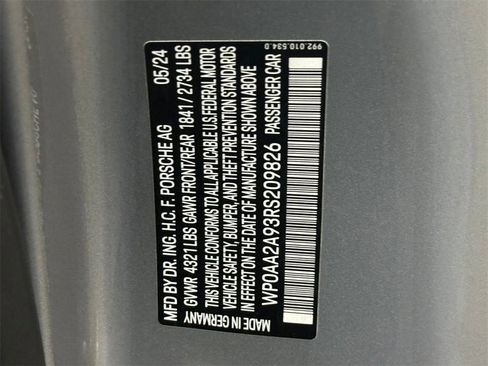 MFD BY DR. ING. H.C. F. PORSCHE AG 05/24
GVWR 4321 LBS GAWR FRONT/REAR 1841 / 2734 LBS
THIS VEHICLE CONFORMS TO ALL APPLICABLE U.S. FEDERAL MOTOR
VEHICLE SAFETY, BUMPER, AND THEFT PREVENTION STANDARDS
IN EFFECT ON THE DATE OF MANUFACTURE SHOWN ABOVE
WP0AA2A93RS209826 PASSENGER CAR
MADE IN GERMANY
992.010.534.D